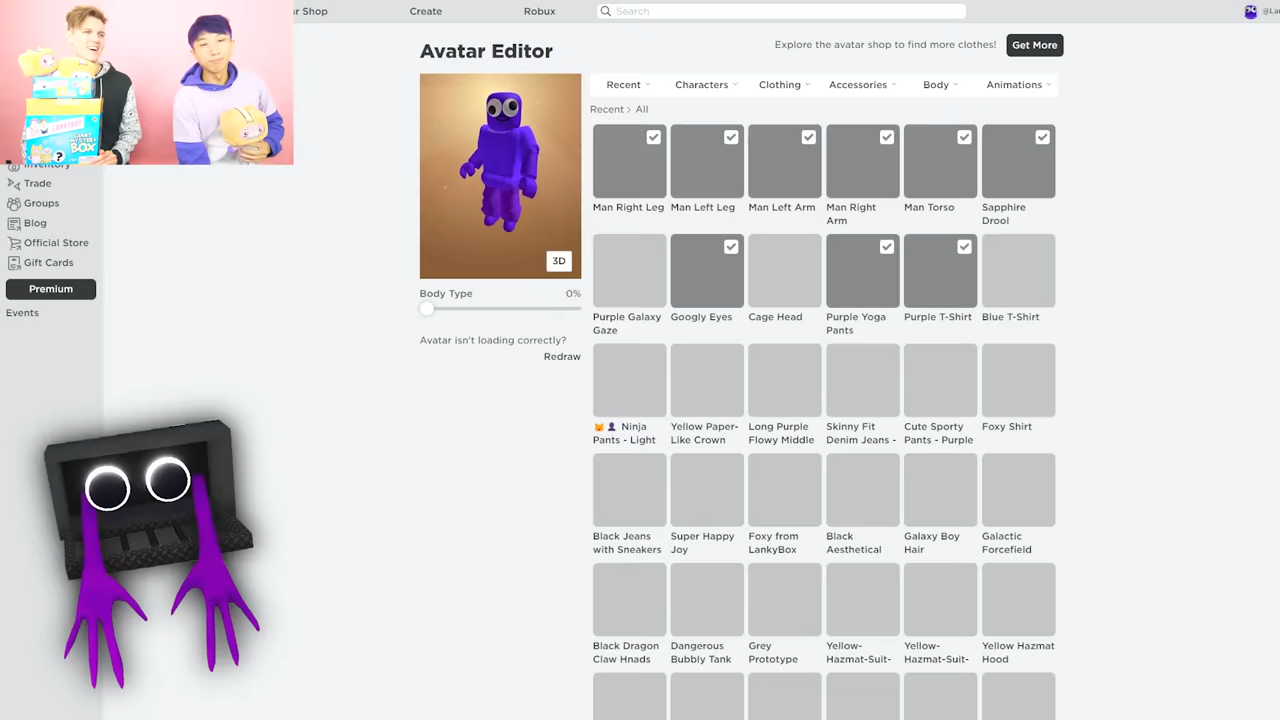 ar Shop
Create
Robux
Search
@La
Avatar Editor
Explore the avatar shop to find more clothes!
Get More
LANKYBOX
GIANT
MYSTERY
BOX
?
Inventory
Trade
Groups
Blog
Official Store
Gift Cards
Premium
Events
3D
Body Type
0%
Avatar isn't loading correctly?
Redraw
Recent
Characters
Clothing
Accessories
Body
Animations
Recent > All
Man Right Leg
Man Left Leg
Man Left Arm
Man Right
Arm
Man Torso
Sapphire
Drool
Purple Galaxy
Gaze
Googly Eyes
Cage Head
Purple Yoga
Pants
Purple T-Shirt
Blue T-Shirt
Ninja
Pants - Light
Yellow Paper-
Like Crown
Long Purple
Flowy Middle
Skinny Fit
Denim Jeans -
Cute Sporty
Pants - Purple
Foxy Shirt
Black Jeans
with Sneakers
Super Happy
Joy
Foxy from
LankyBox
Black
Aesthetical
Galaxy Boy
Hair
Galactic
Forcefield
Black Dragon
Claw Hnads
Dangerous
Bubbly Tank
Grey
Prototype
Yellow-
Hazmat-Suit-
Yellow-
Hazmat-Suit-
Yellow Hazmat
Hood